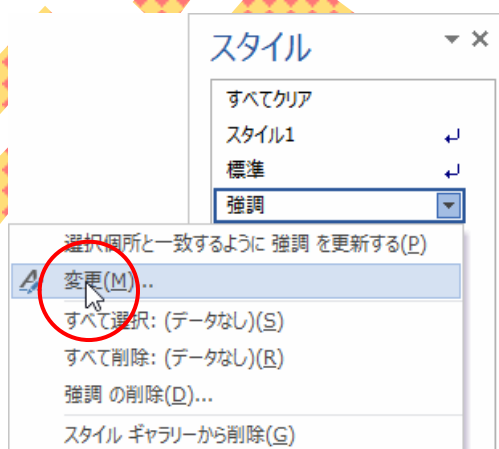 スタイル
すべてクリア
スタイル1
標準
強調
選択個所と一致するように 強調 を更新する(P)
変更(M)...
すべて選択: (データなし)(S)
すべて削除: (データなし)(R)
強調 の削除(D)...
スタイル ギャラリーから削除(G)